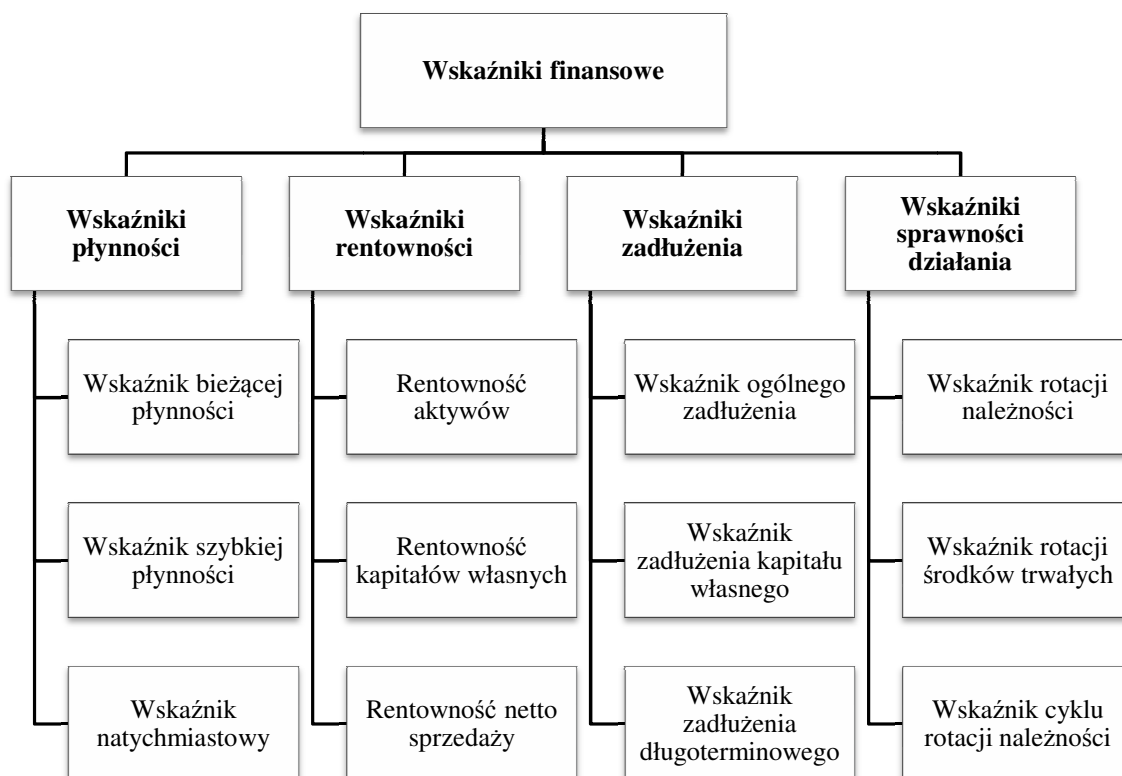 Wskaźniki finansowe
Wskaźniki
płynności
Wskaźniki
rentowności
Wskaźniki
zadłużenia
Wskaźniki
sprawności
działania
Wskaźnik bieżącej
płynności
Rentowność
aktywów
Wskaźnik ogólnego
zadłużenia
Wskaźnik rotacji
należności
Wskaźnik szybkiej
płynności
Rentowność
kapitałów własnych
Wskaźnik
zadłużenia kapitału
własnego
Wskaźnik rotacji
środków trwałych
Wskaźnik
natychmiastowy
Rentowność netto
sprzedaży
Wskaźnik
zadłużenia
długoterminowego
Wskaźnik cyklu
rotacji należności